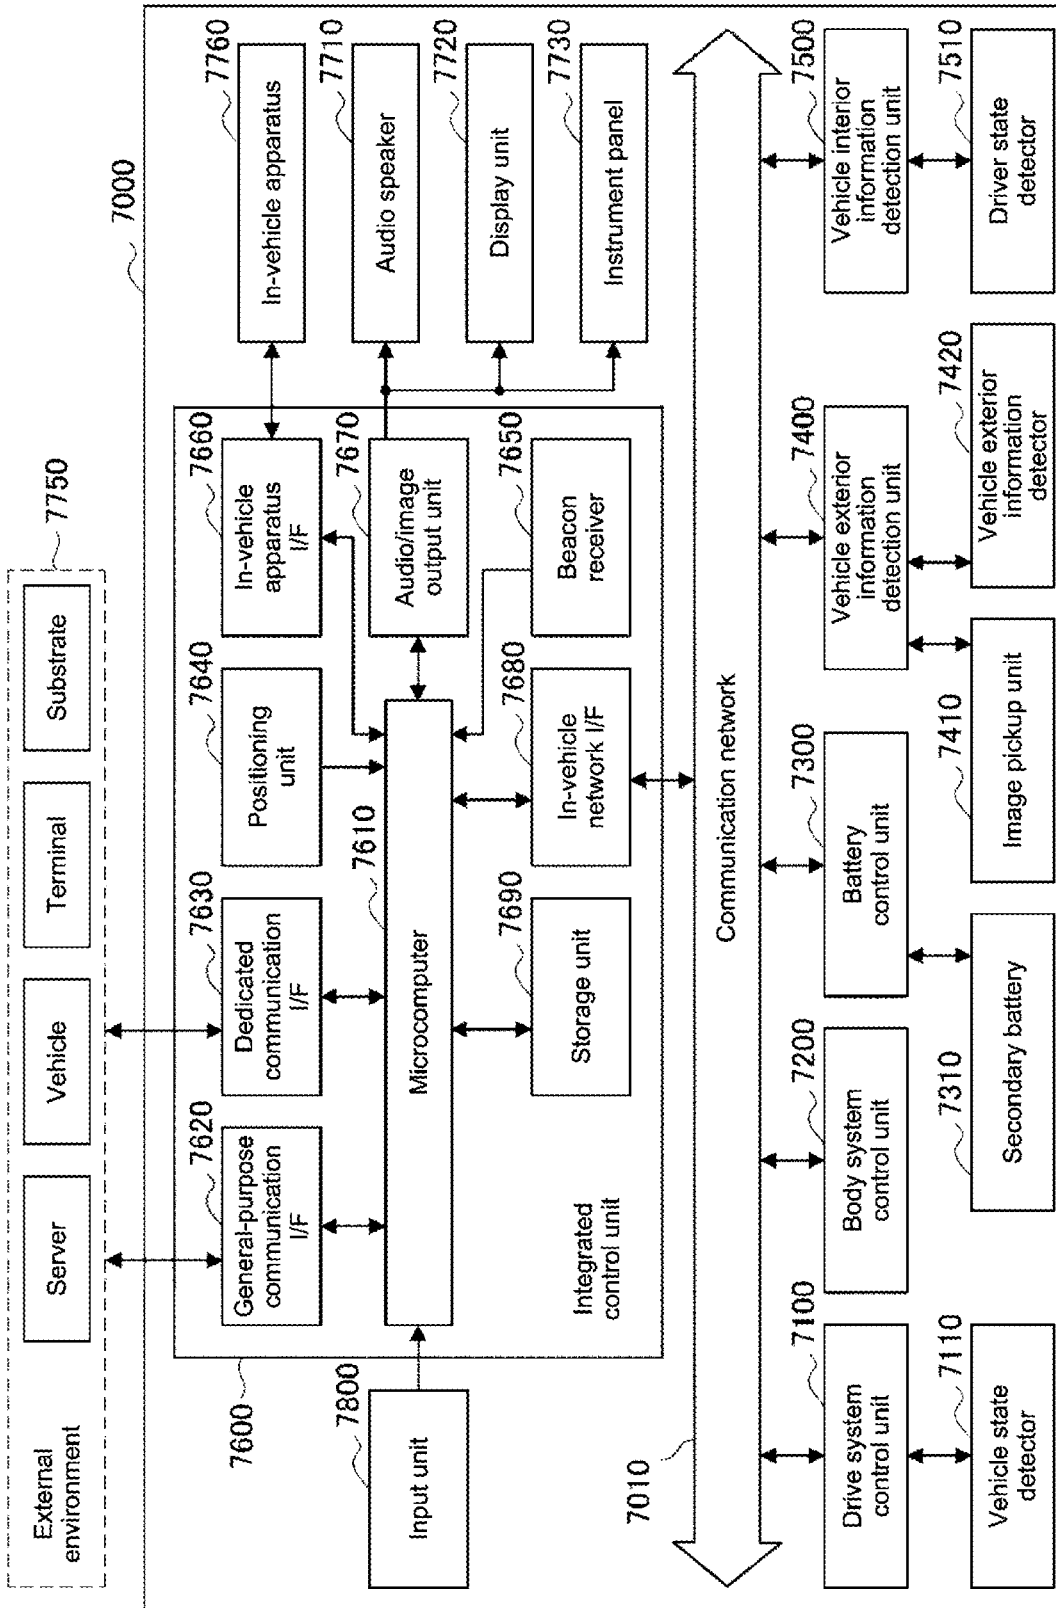 7750
External
environment
Server
Vehicle
Terminal
Substrate
7000
7600
7620
General-purpose
communication
I/F
7630
Dedicated
communication
I/F
7640
Positioning
unit
7660
In-vehicle
apparatus
I/F
7760
In-vehicle apparatus
7800
Input unit
7610
Microcomputer
7670
Audio/image
output unit
7710
Audio speaker
7720
Display unit
7730
Instrument panel
Integrated
control unit
7690
Storage unit
7680
In-vehicle
network I/F
7650
Beacon
receiver
7010
Communication network
7100
Drive system
control unit
7200
Body system
control unit
7300
Battery
control unit
7400
Vehicle exterior
information
detection unit
7500
Vehicle interior
information
detection unit
7110
Vehicle state
detector
7310
Secondary battery
7410
Image pickup unit
7420
Vehicle exterior
information
detector
7510
Driver state
detector